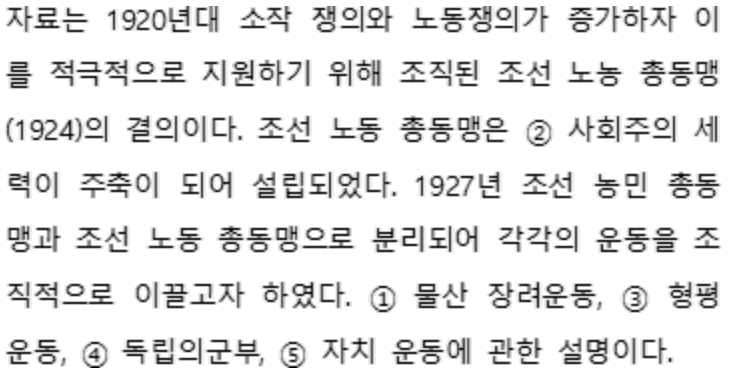 자료는 1920년대 소작 쟁의와 노동쟁의가 증가하자 이
를 적극적으로 지원하기 위해 조직된 조선 노농 총동맹
(1924)의 결의이다. 조선 노동 총동맹은 ② 사회주의 세
력이 주축이 되어 설립되었다. 1927년 조선 농민 총동
맹과 조선 노동 총동맹으로 분리되어 각각의 운동을 조
직적으로 이끌고자 하였다. ① 물산 장려운동, ③ 형평
운동, ④ 독립의군부, ⑤ 자치 운동에 관한 설명이다.